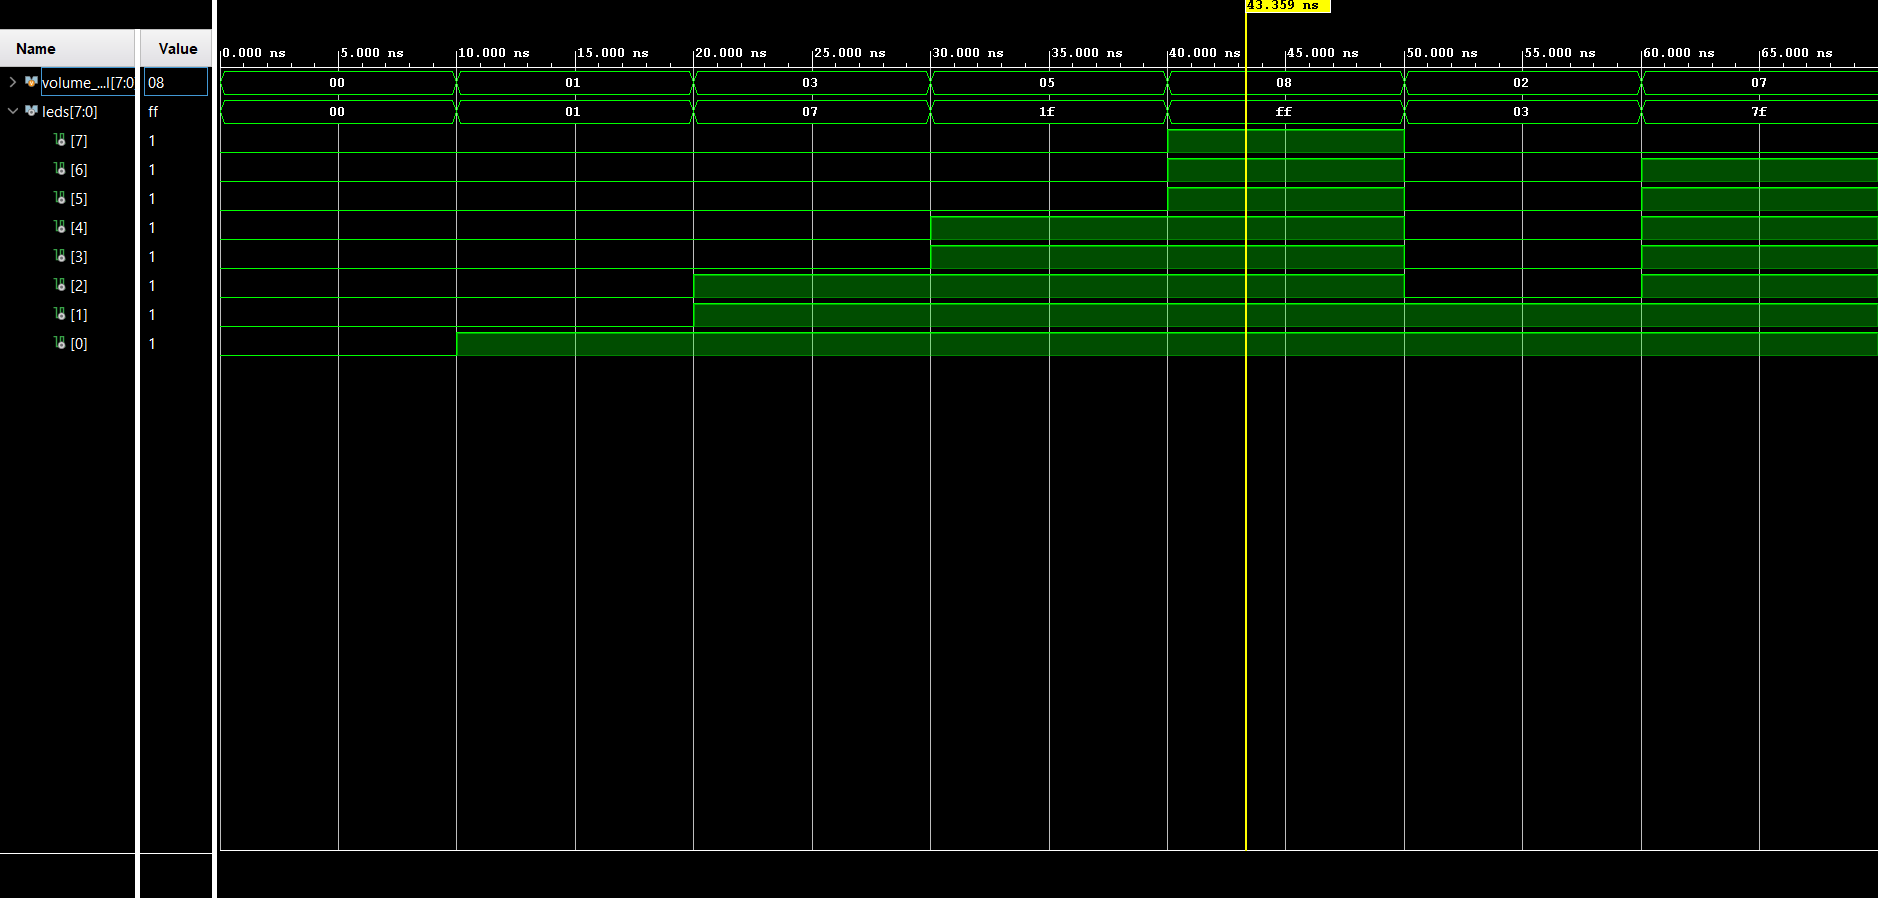 43.359 ns
Name Value
0.000 ns 5.000 ns 10.000 ns 15.000 ns 20.000 ns 25.000 ns 30.000 ns 35.000 ns 40.000 ns 45.000 ns 50.000 ns 55.000 ns 60.000 ns 65.000 ns
volume_...l[7:0 08 00 01 03 05 08 02 07
leds[7:0] ff 00 01 07 1f ff 03 7f
[7] 1
[6] 1
[5] 1
[4] 1
[3] 1
[2] 1
[1] 1
[0] 1